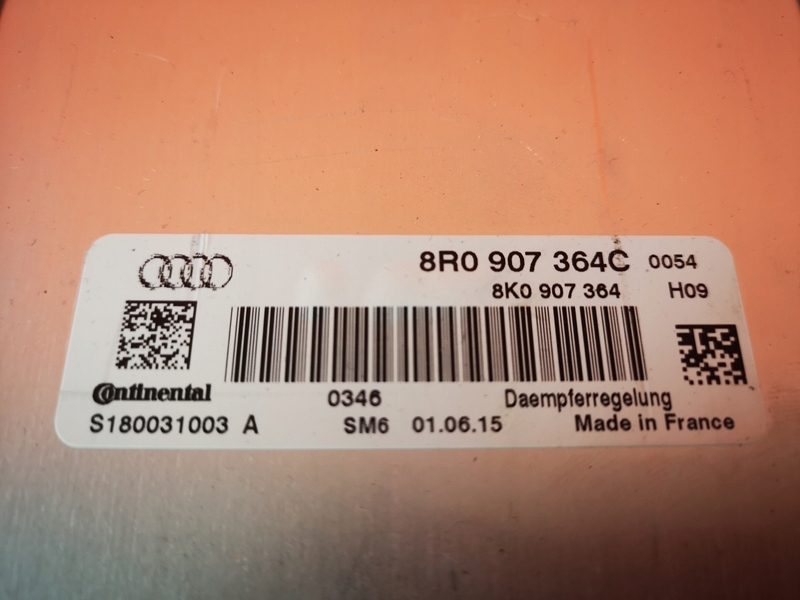 8R0 907 364C 0054
8K0 907 364 H09
Continental 0346 Daempferregelung
S180031003 A SM6 01.06.15 Made in France